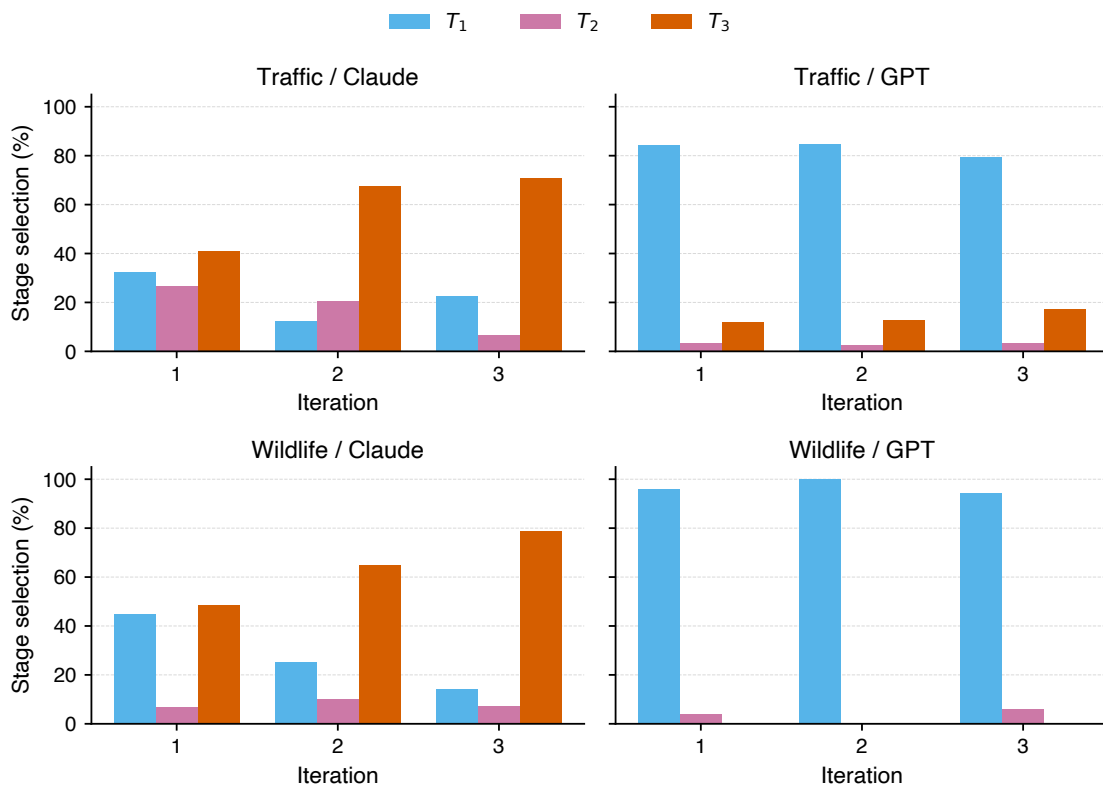 T1 T2 T3
Traffic / Claude
Stage selection (%)
100
80
60
40
20
0
1 2 3
Iteration
Traffic / GPT
1 2 3
Iteration
Wildlife / Claude
Stage selection (%)
100
80
60
40
20
0
1 2 3
Iteration
Wildlife / GPT
1 2 3
Iteration